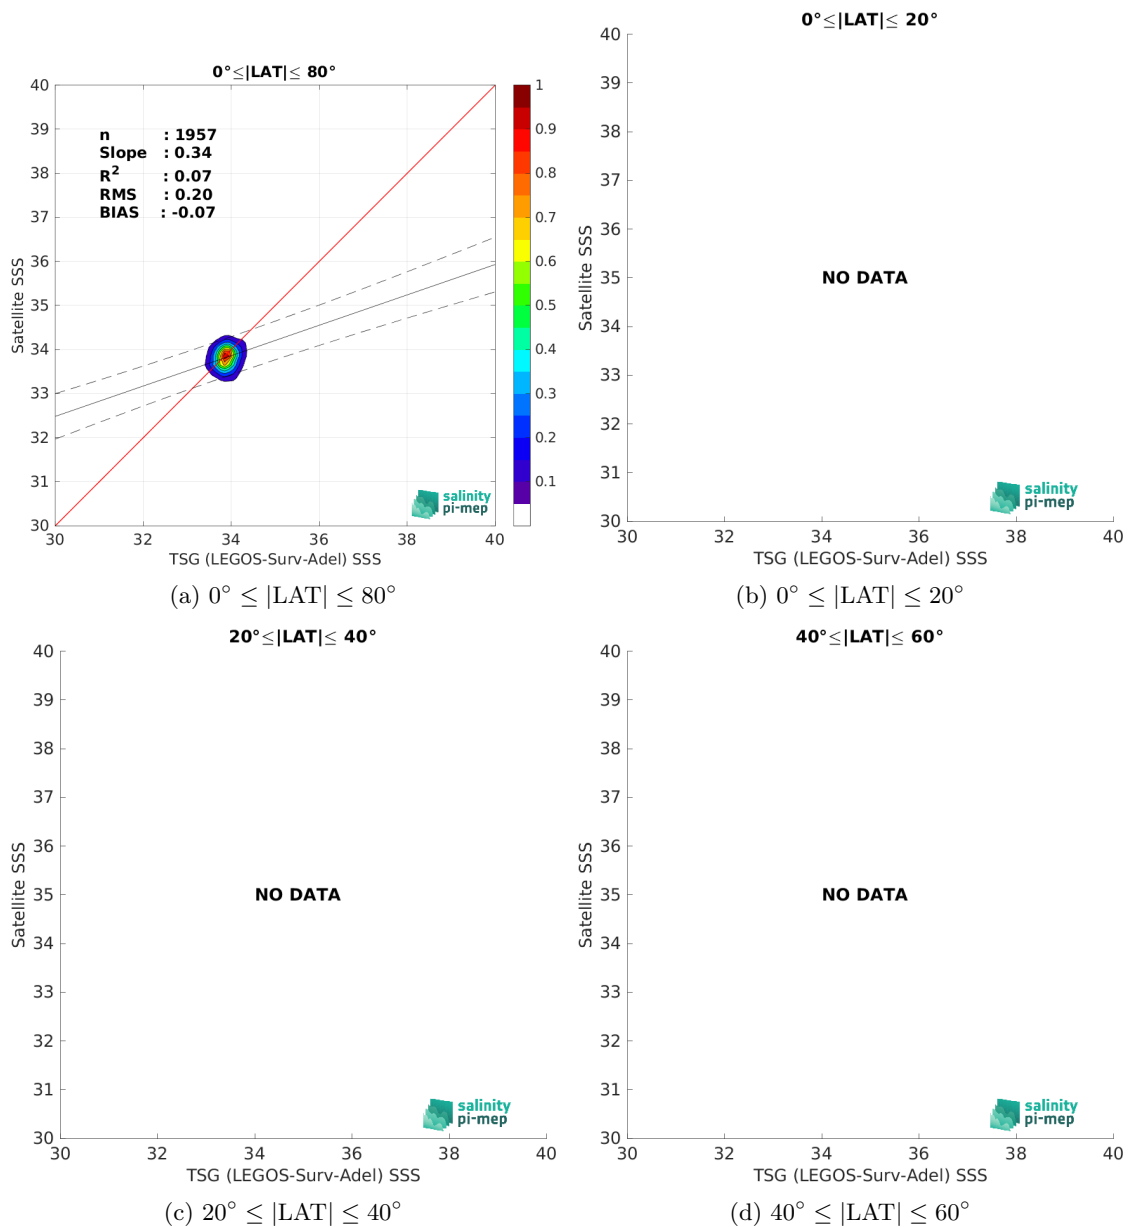 0°≤|LAT|≤ 80°
40
39
38
37
36
35
34
33
32
31
30
30
32
34
36
38
40
n : 1957
Slope : 0.34
R² : 0.07
RMS : 0.20
BIAS : -0.07
1
0.9
0.8
0.7
0.6
0.5
0.4
0.3
0.2
0.1
Satellite SSS
TSG (LEGOS-Surv-Adel) SSS
salinity
pi-mep
(a) 0° ≤ |LAT| ≤ 80°
0°≤|LAT|≤ 20°
40
39
38
37
36
35
34
33
32
31
30
30
32
34
36
38
40
NO DATA
Satellite SSS
TSG (LEGOS-Surv-Adel) SSS
salinity
pi-mep
(b) 0° ≤ |LAT| ≤ 20°
20°≤|LAT|≤ 40°
40
39
38
37
36
35
34
33
32
31
30
30
32
34
36
38
40
NO DATA
Satellite SSS
TSG (LEGOS-Surv-Adel) SSS
salinity
pi-mep
(c) 20° ≤ |LAT| ≤ 40°
40°≤|LAT|≤ 60°
40
39
38
37
36
35
34
33
32
31
30
30
32
34
36
38
40
NO DATA
Satellite SSS
TSG (LEGOS-Surv-Adel) SSS
salinity
pi-mep
(d) 40° ≤ |LAT| ≤ 60°